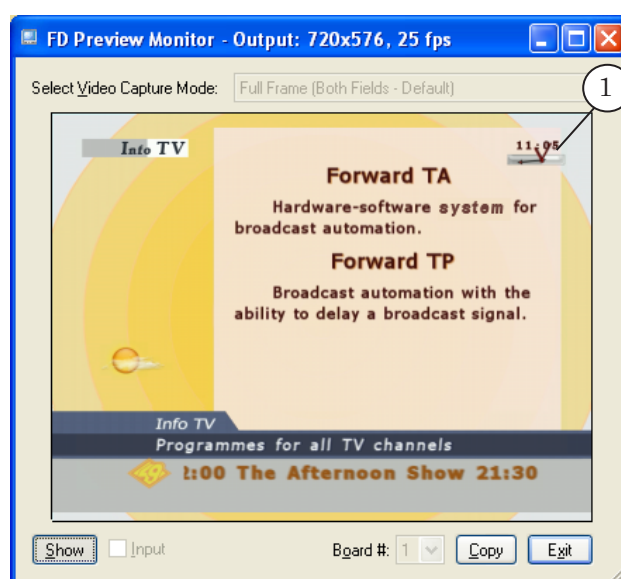 FD Preview Monitor - Output: 720x576, 25 fps
Select Video Capture Mode: Full Frame (Both Fields - Default)
1
Info TV
11:05
Forward TA
Hardware-software system for
broadcast automation.
Forward TP
Broadcast automation with the
ability to delay a broadcast signal.
Info TV
Programmes for all TV channels
49 2:00 The Afternoon Show 21:30
Show Input Board #: 1 Copy Exit